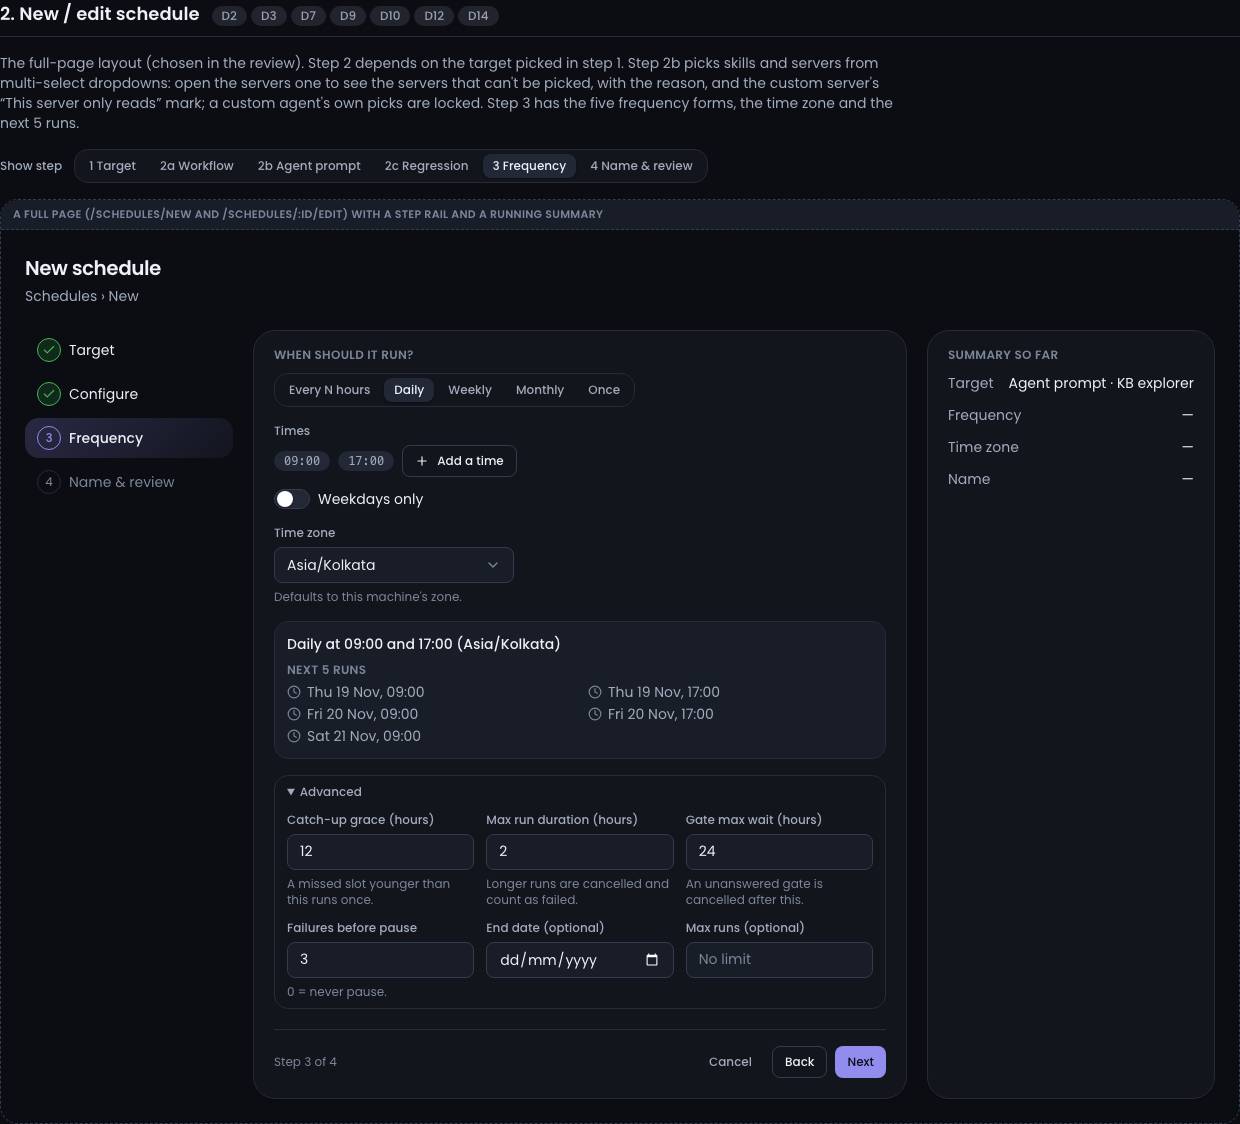 2. New / edit schedule D2 D3 D7 D9 D10 D12 D14
The full-page layout (chosen in the review). Step 2 depends on the target picked in step 1. Step 2b picks skills and servers from
multi-select dropdowns: open the servers one to see the servers that can't be picked, with the reason, and the custom server's
“This server only reads” mark; a custom agent's own picks are locked. Step 3 has the five frequency forms, the time zone and the
next 5 runs.
Show step 1 Target 2a Workflow 2b Agent prompt 2c Regression 3 Frequency 4 Name & review
A FULL PAGE (/SCHEDULES/NEW AND /SCHEDULES/:ID/EDIT) WITH A STEP RAIL AND A RUNNING SUMMARY
New schedule
Schedules › New
Target
Configure
3 Frequency
4 Name & review
WHEN SHOULD IT RUN?
Every N hours Daily Weekly Monthly Once
Times
09:00 17:00 Add a time
Weekdays only
Time zone
Asia/Kolkata
Defaults to this machine's zone.
Daily at 09:00 and 17:00 (Asia/Kolkata)
NEXT 5 RUNS
Thu 19 Nov, 09:00 Thu 19 Nov, 17:00
Fri 20 Nov, 09:00 Fri 20 Nov, 17:00
Sat 21 Nov, 09:00
▼ Advanced
Catch-up grace (hours) Max run duration (hours) Gate max wait (hours)
12 2 24
A missed slot younger than Longer runs are cancelled and An unanswered gate is
this runs once. count as failed. cancelled after this.
Failures before pause End date (optional) Max runs (optional)
3 dd/mm/yyyy No limit
0 = never pause.
Step 3 of 4 Cancel Back Next
SUMMARY SO FAR
Target Agent prompt · KB explorer
Frequency —
Time zone —
Name —